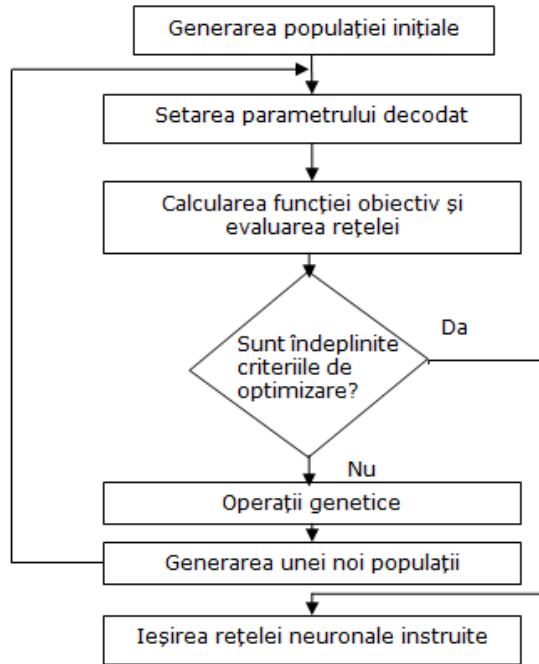 Generarea populației inițiale
Setarea parametrului decodat
Calcularea funcției obiectiv și
evaluarea rețelei
Da
Sunt îndeplinite
criteriile de
optimizare?
Nu
Operații genetice
Generarea unei noi populații
Ieșirea rețelei neuronale instruite